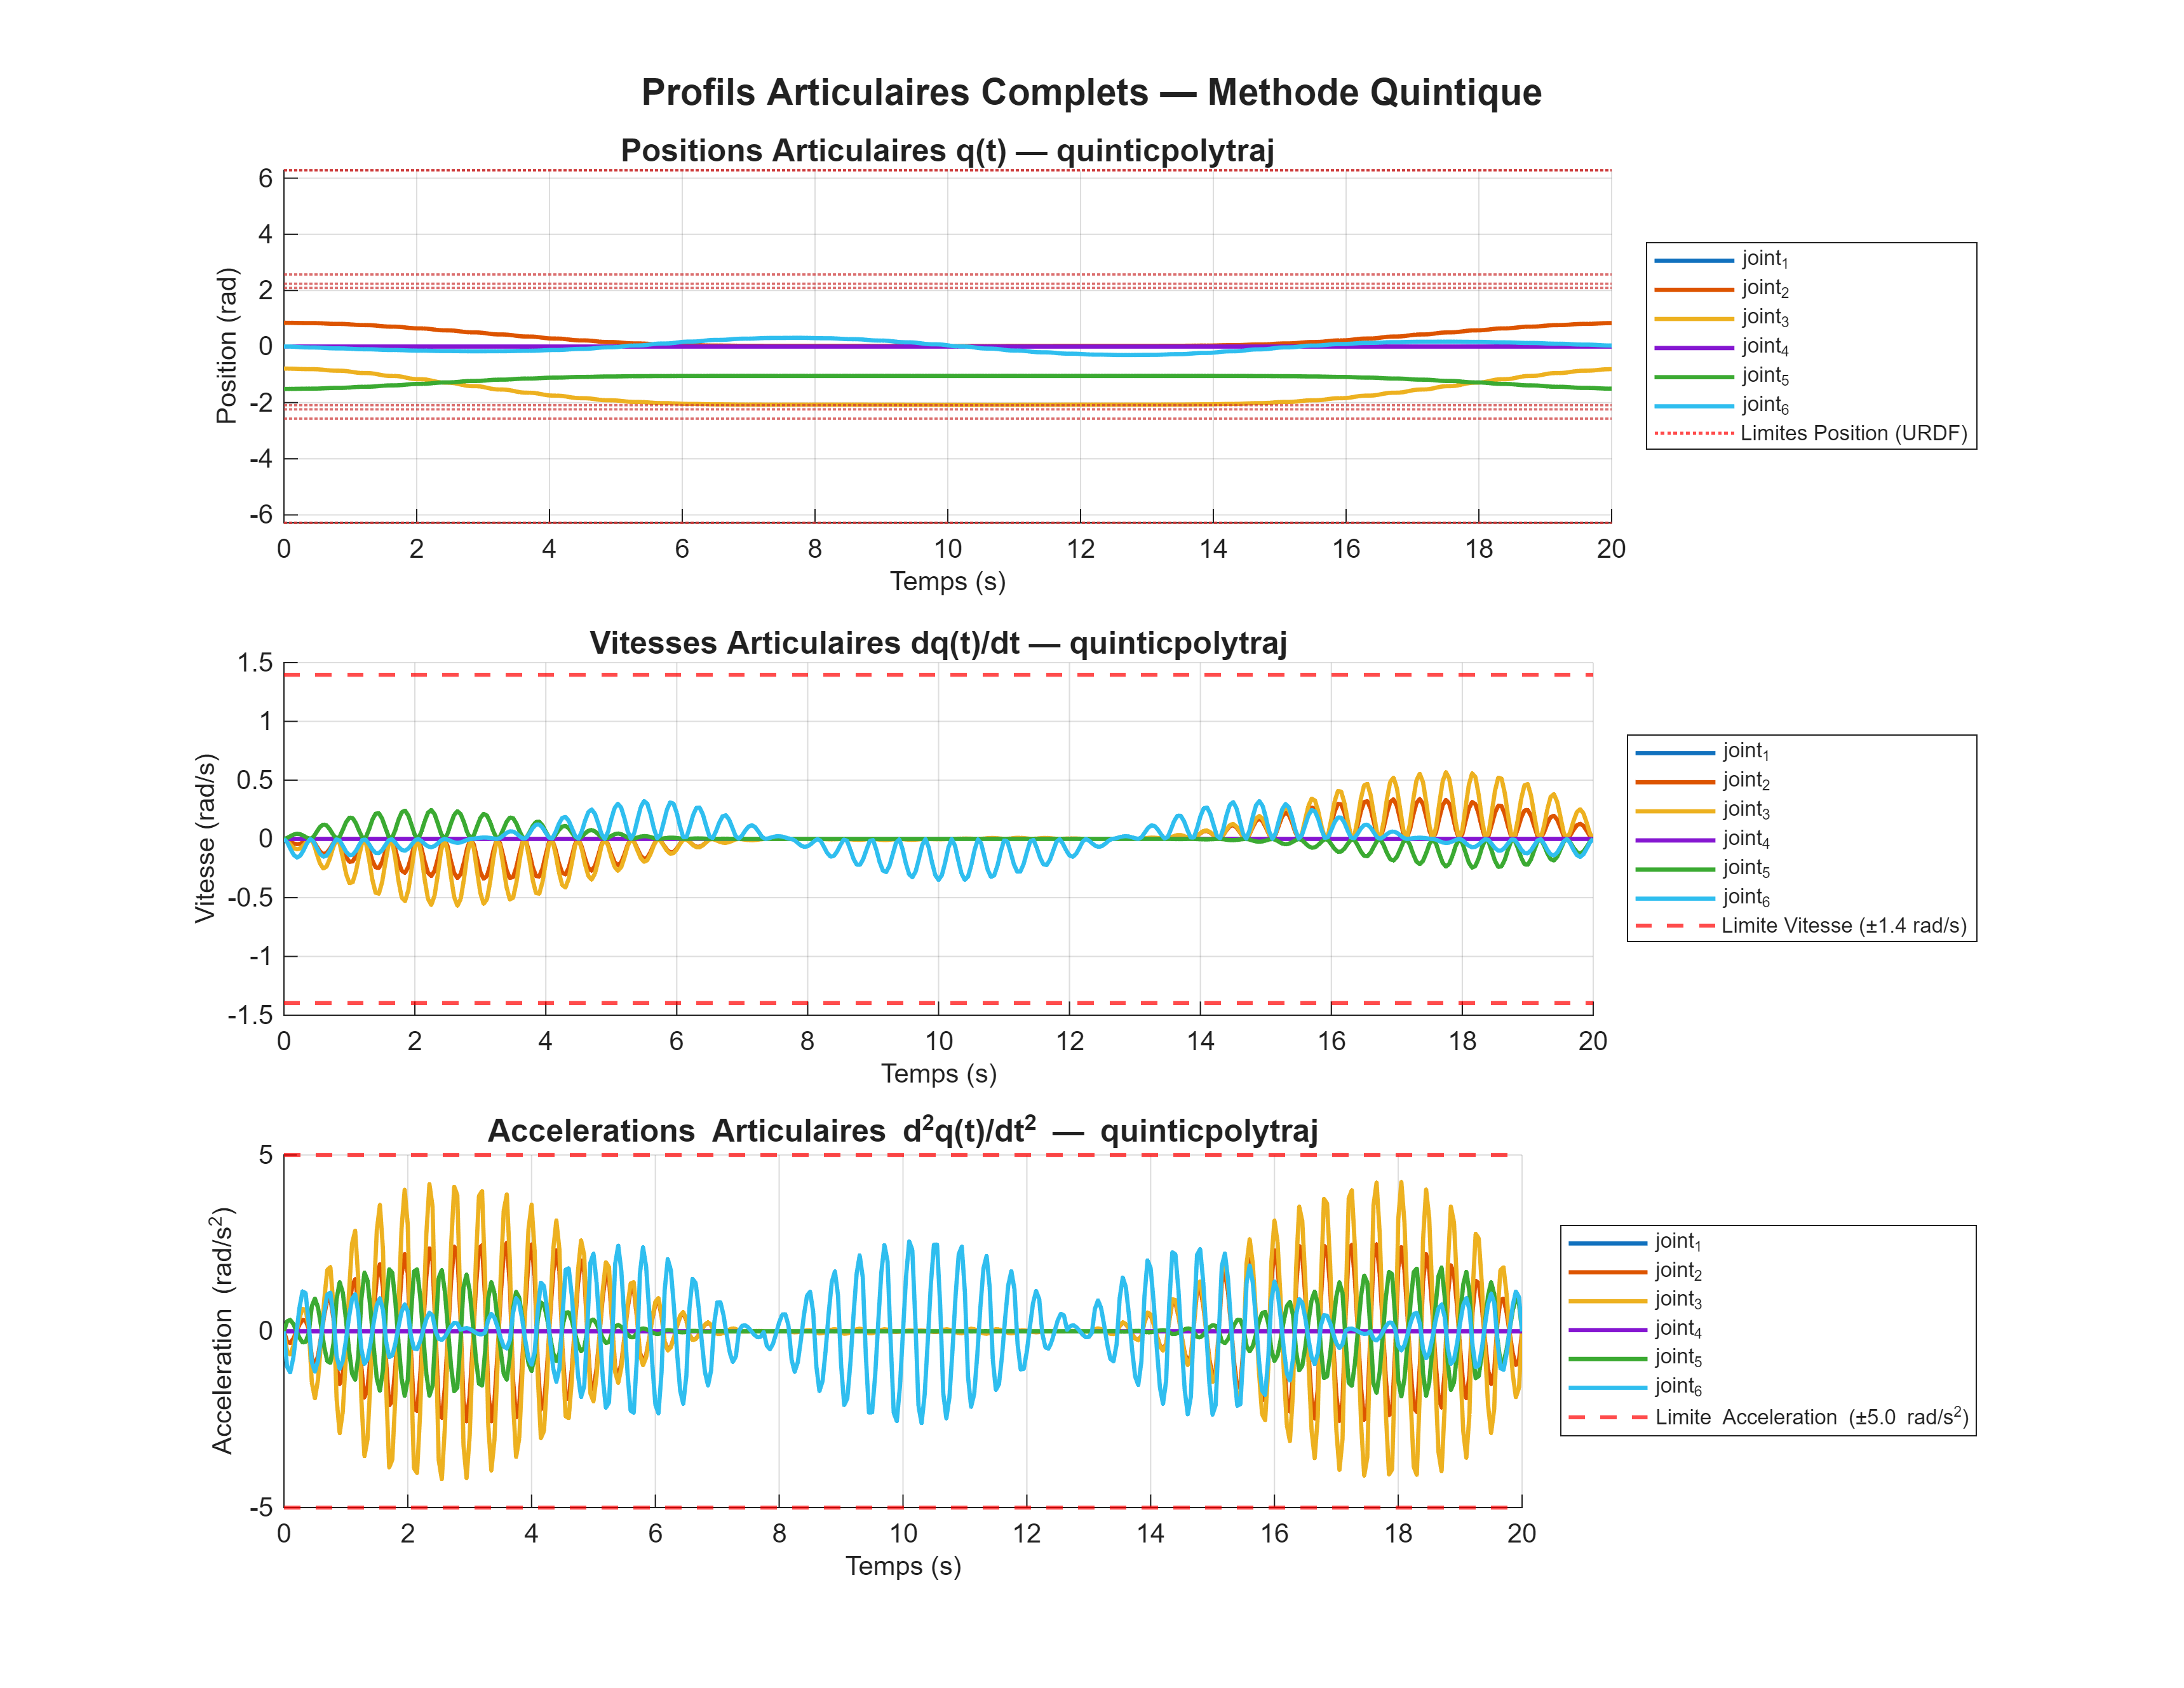 Profils Articulaires Complets — Methode Quintique
Positions Articulaires q(t) — quinticpolytraj
6
4
2
0
-2
-4
-6
Position (rad)
0 2 4 6 8 10 12 14 16 18 20
Temps (s)
joint₁
joint₂
joint₃
joint₄
joint₅
joint₆
Limites Position (URDF)
Vitesses Articulaires dq(t)/dt — quinticpolytraj
1.5
1
0.5
0
-0.5
-1
-1.5
Vitesse (rad/s)
0 2 4 6 8 10 12 14 16 18 20
Temps (s)
joint₁
joint₂
joint₃
joint₄
joint₅
joint₆
Limite Vitesse (±1.4 rad/s)
Accelerations Articulaires d²q(t)/dt² — quinticpolytraj
5
0
-5
Acceleration (rad/s²)
0 2 4 6 8 10 12 14 16 18 20
Temps (s)
joint₁
joint₂
joint₃
joint₄
joint₅
joint₆
Limite Acceleration (±5.0 rad/s²)